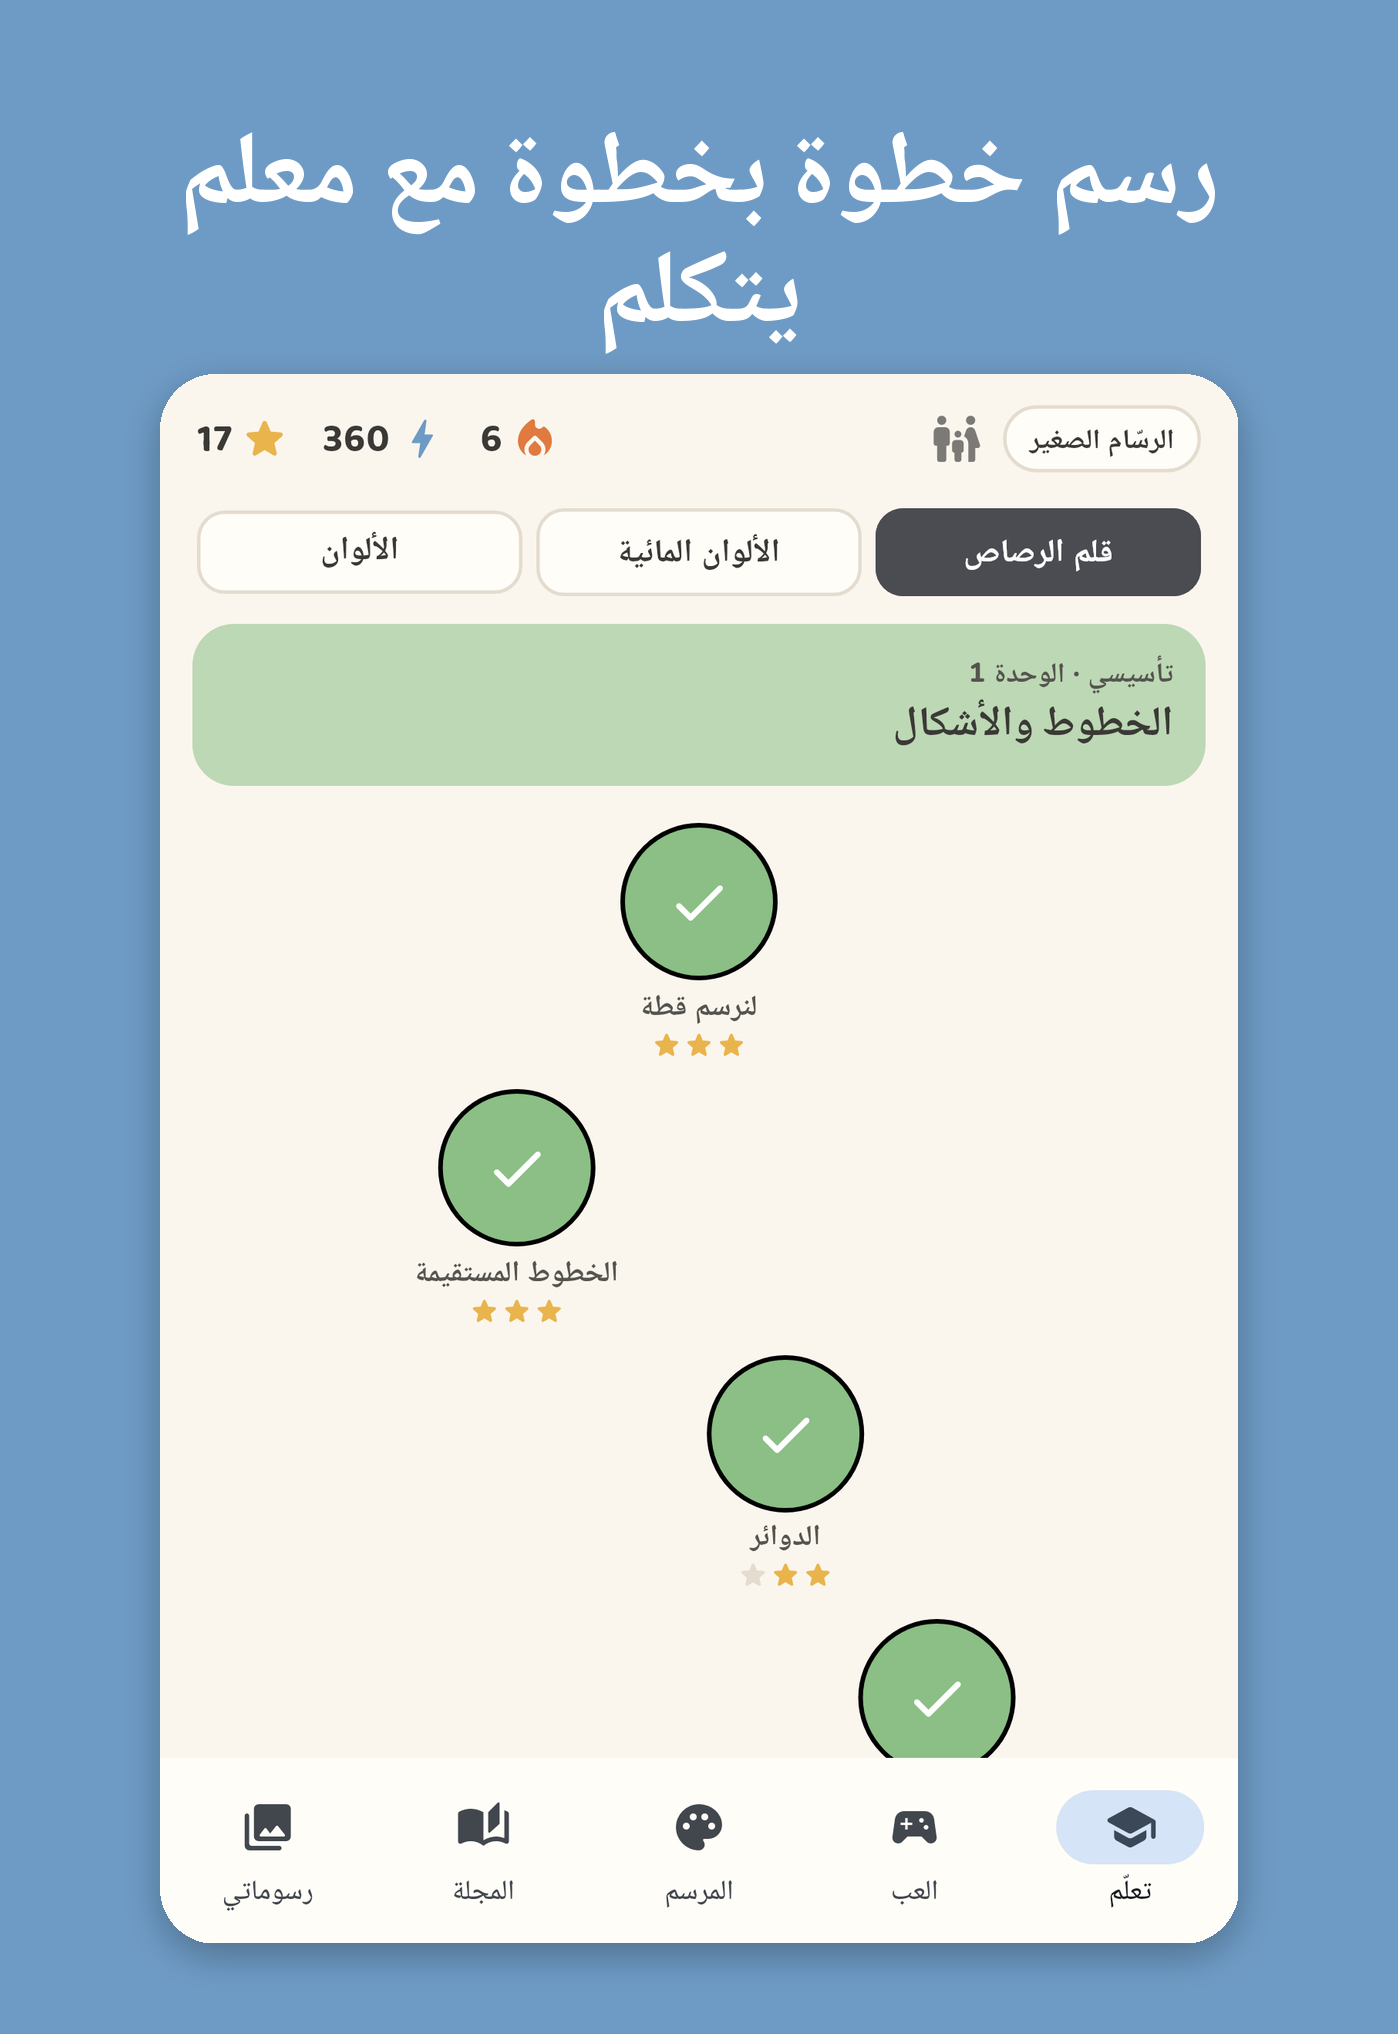 رسم خطوة بخطوة مع معلم
يتكلم
الرسّام الصغير
6
360
17
قلم الرصاص
الألوان المائية
الألوان
تأسيسي · الوحدة 1
الخطوط والأشكال
لنرسم قطة
الخطوط المستقيمة
الدوائر
تعلّم
العب
المرسم
المجلة
رسوماتي